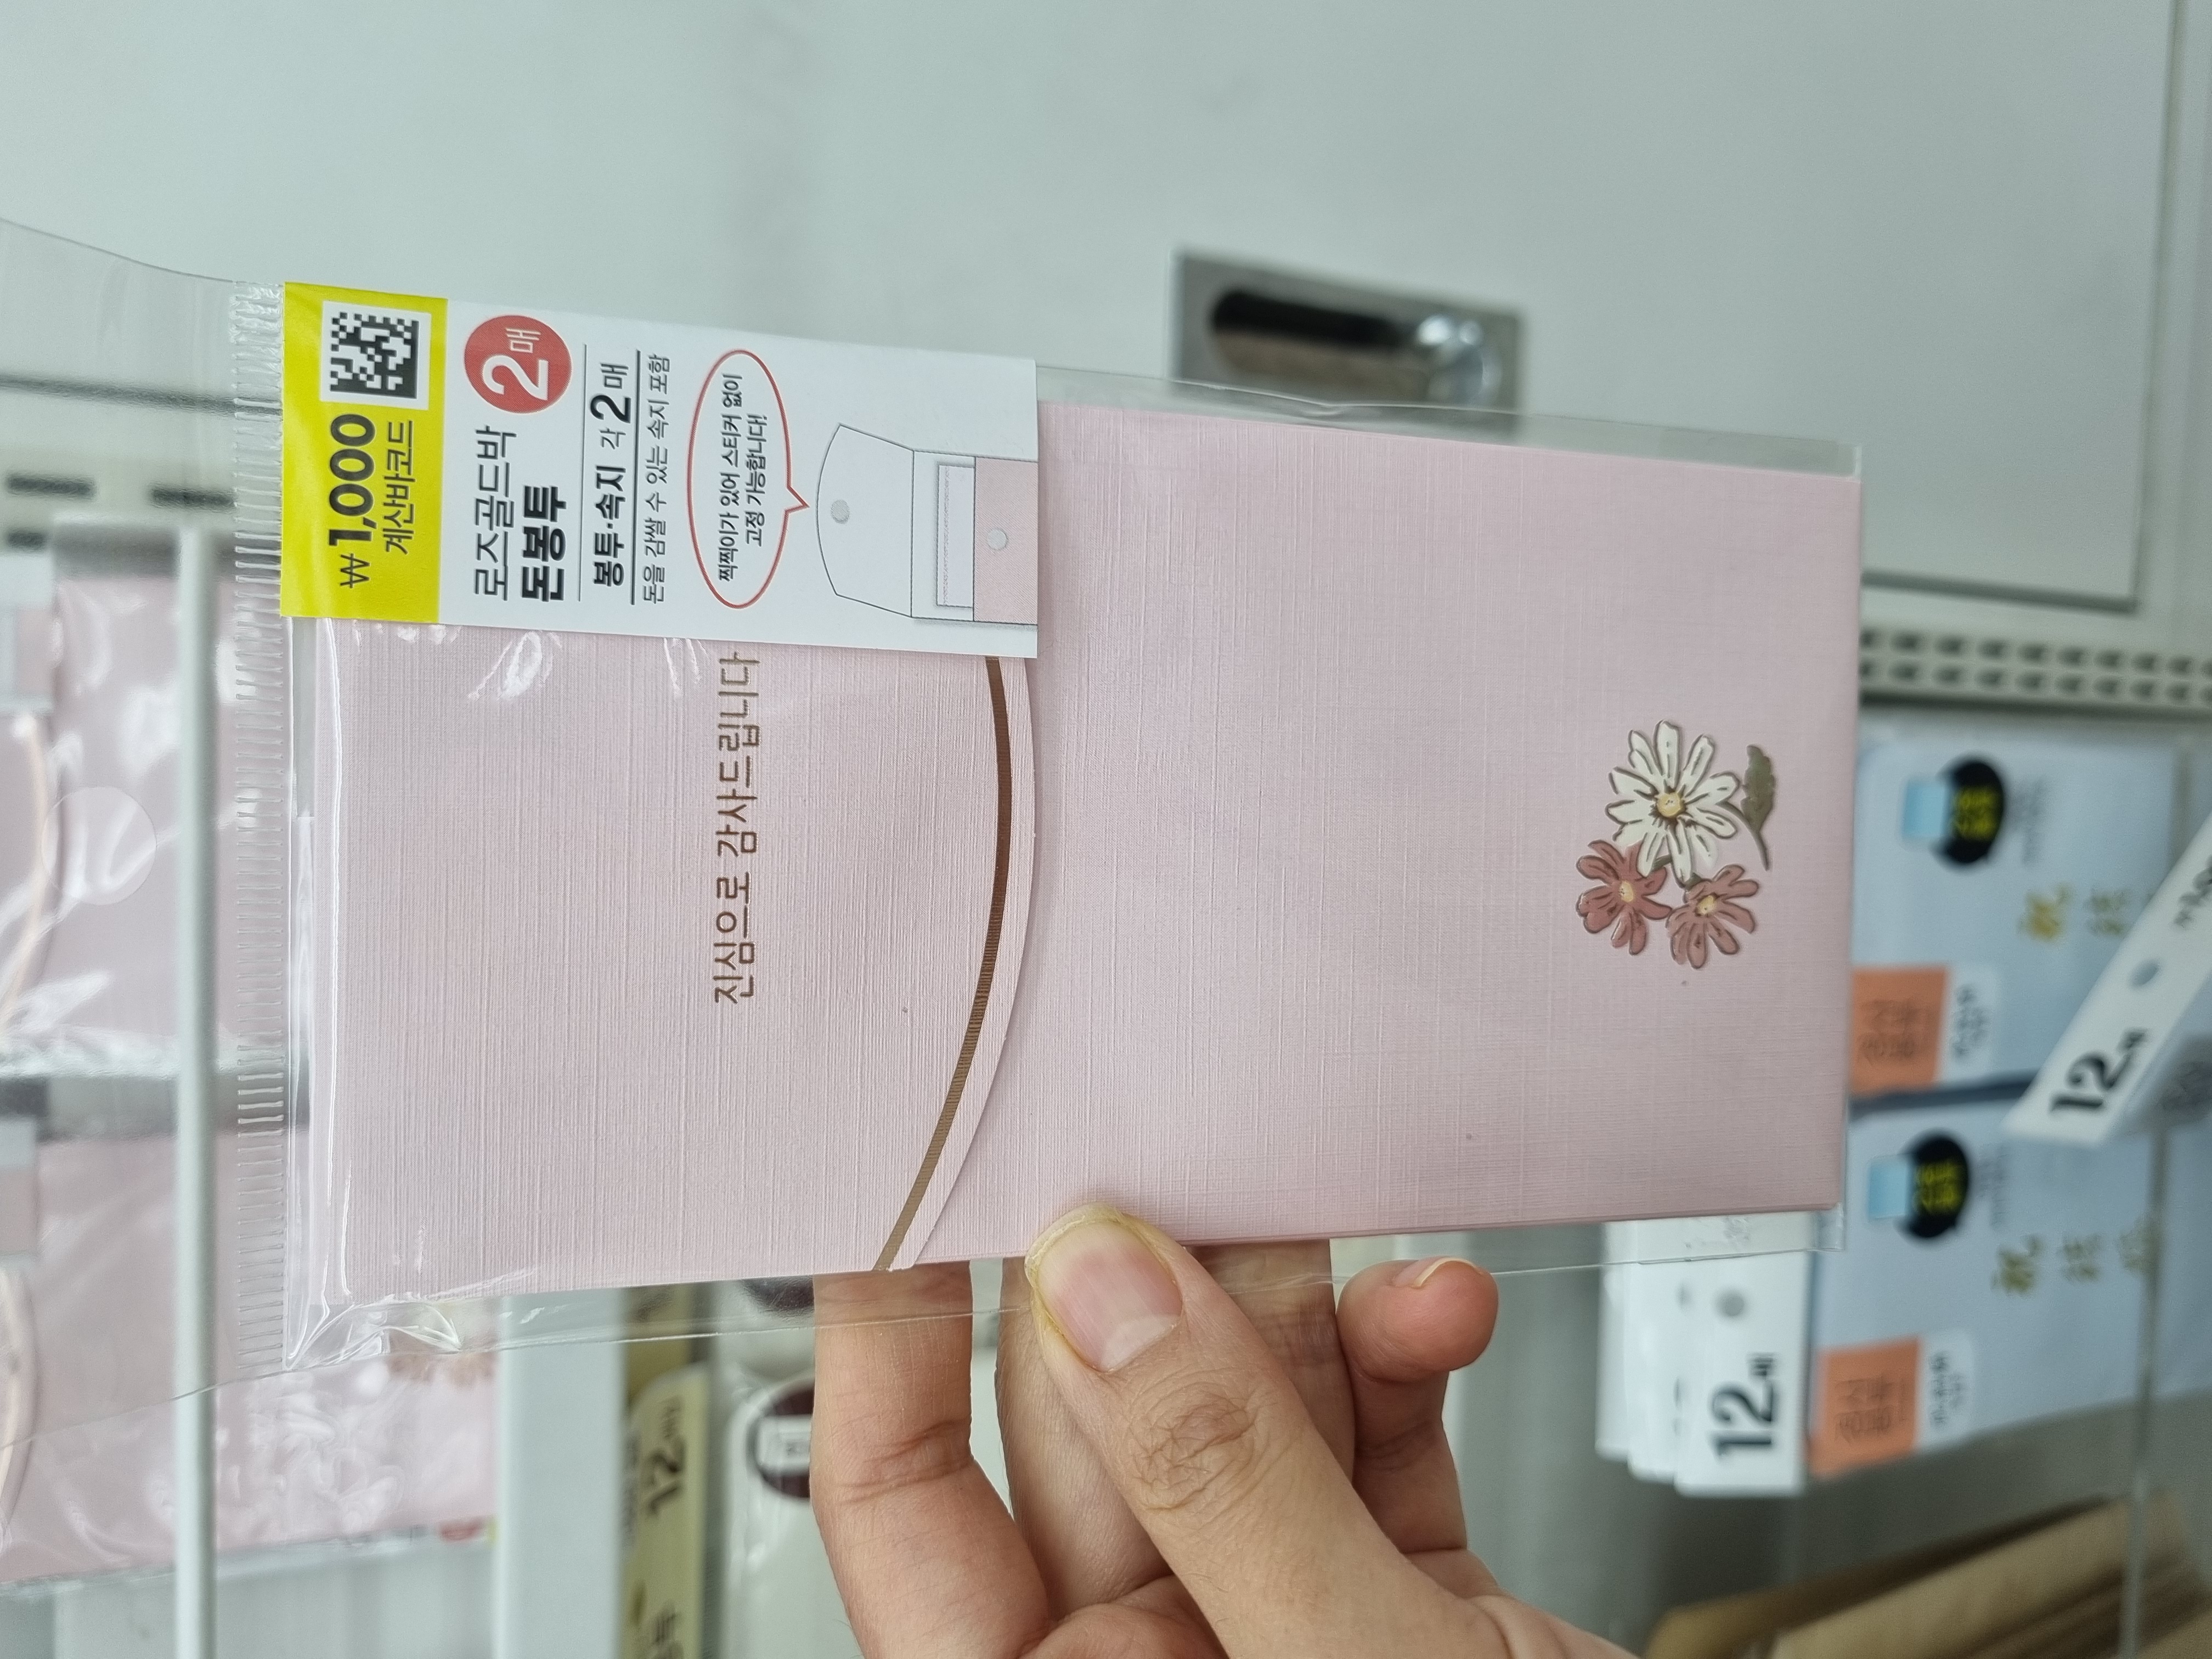 ₩1,000
계산바코드
로즈골드박
돈봉투
2매
봉투·속지 각 2매
돈을 감쌀 수 있는 속지 포함
찍찍이가 있어 스티커 없이
고정 가능합니다!
진심으로 감사드립니다
12매
12매
12매
祝
祝